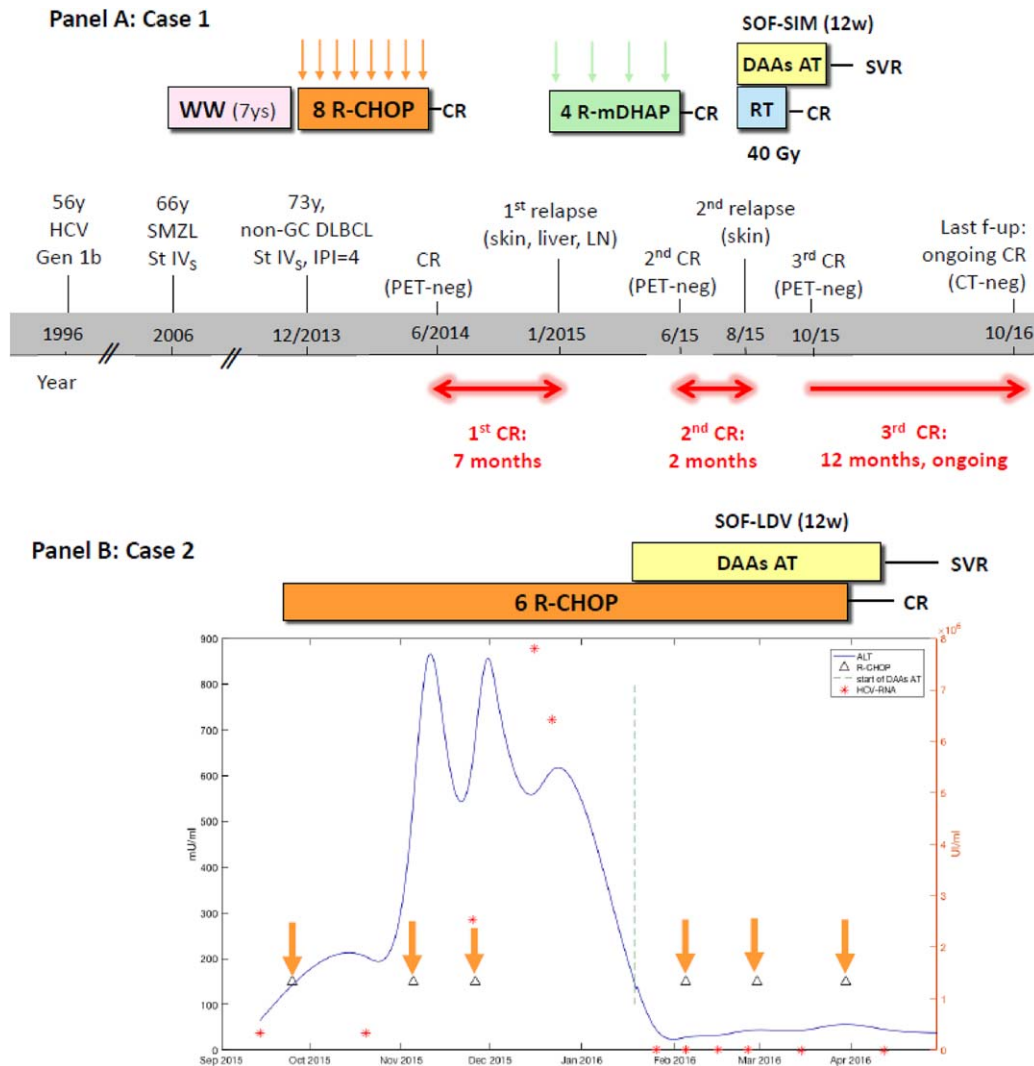 Panel A: Case 1
SOF-SIM (12w)
DAAs AT
SVR
WW (7ys)
8 R-CHOP
CR
4 R-mDHAP
CR
RT
CR
40 Gy
56y
HCV
Gen 1b
66y
SMZL
St IVS
73y,
non-GC DLBCL
St IVS, IPI=4
CR
(PET-neg)
1st relapse
(skin, liver, LN)
2nd CR
(PET-neg)
2nd relapse
(skin)
3rd CR
(PET-neg)
Last f-up:
ongoing CR
(CT-neg)
1996
2006
12/2013
6/2014
1/2015
6/15
8/15
10/15
10/16
Year
1st CR:
7 months
2nd CR:
2 months
3rd CR:
12 months, ongoing
Panel B: Case 2
SOF-LDV (12w)
DAAs AT
SVR
6 R-CHOP
CR
900
800
700
600
500
400
300
200
100
0
mU/ml
×10⁶
8
7
6
5
4
3
2
1
0
UI/ml
ALT
R-CHOP
start of DAAs AT
HCV-RNA
Sep 2015
Oct 2015
Nov 2015
Dec 2015
Jan 2016
Feb 2016
Mar 2016
Apr 2016